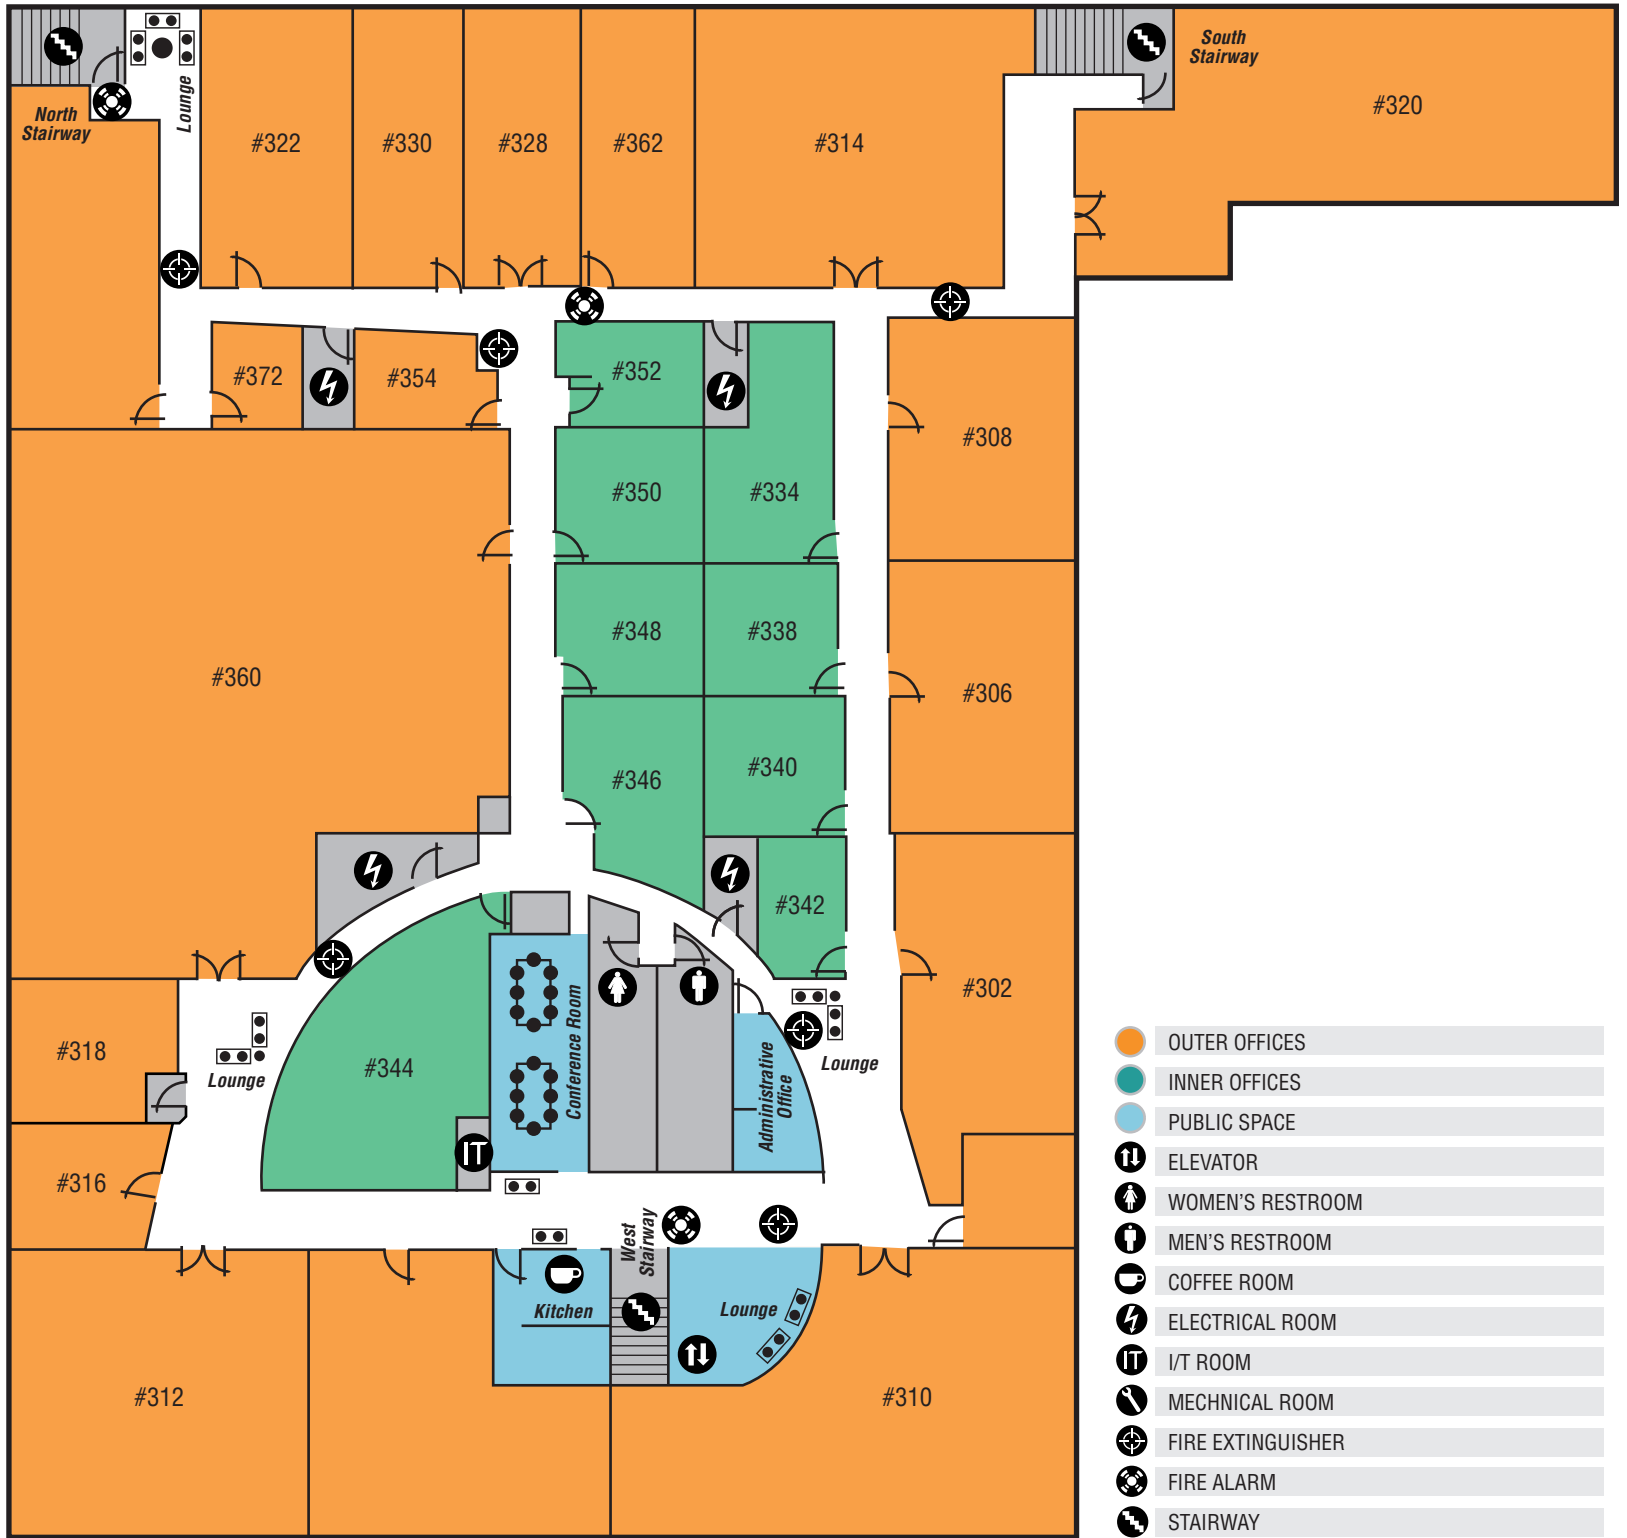 South
Stairway
#320
North
Stairway
Lounge
#322
#330
#328
#362
#314
#372
#354
#352
#308
#350
#334
#348
#338
#360
#306
#346
#340
#342
#302
#318
Lounge
#344
Conference Room
Administrative
Office
Lounge
IT
#316
West
Stairway
Kitchen
Lounge
#312
#310
OUTER OFFICES
INNER OFFICES
PUBLIC SPACE
ELEVATOR
WOMEN'S RESTROOM
MEN'S RESTROOM
COFFEE ROOM
ELECTRICAL ROOM
IT I/T ROOM
MECHNICAL ROOM
FIRE EXTINGUISHER
FIRE ALARM
STAIRWAY